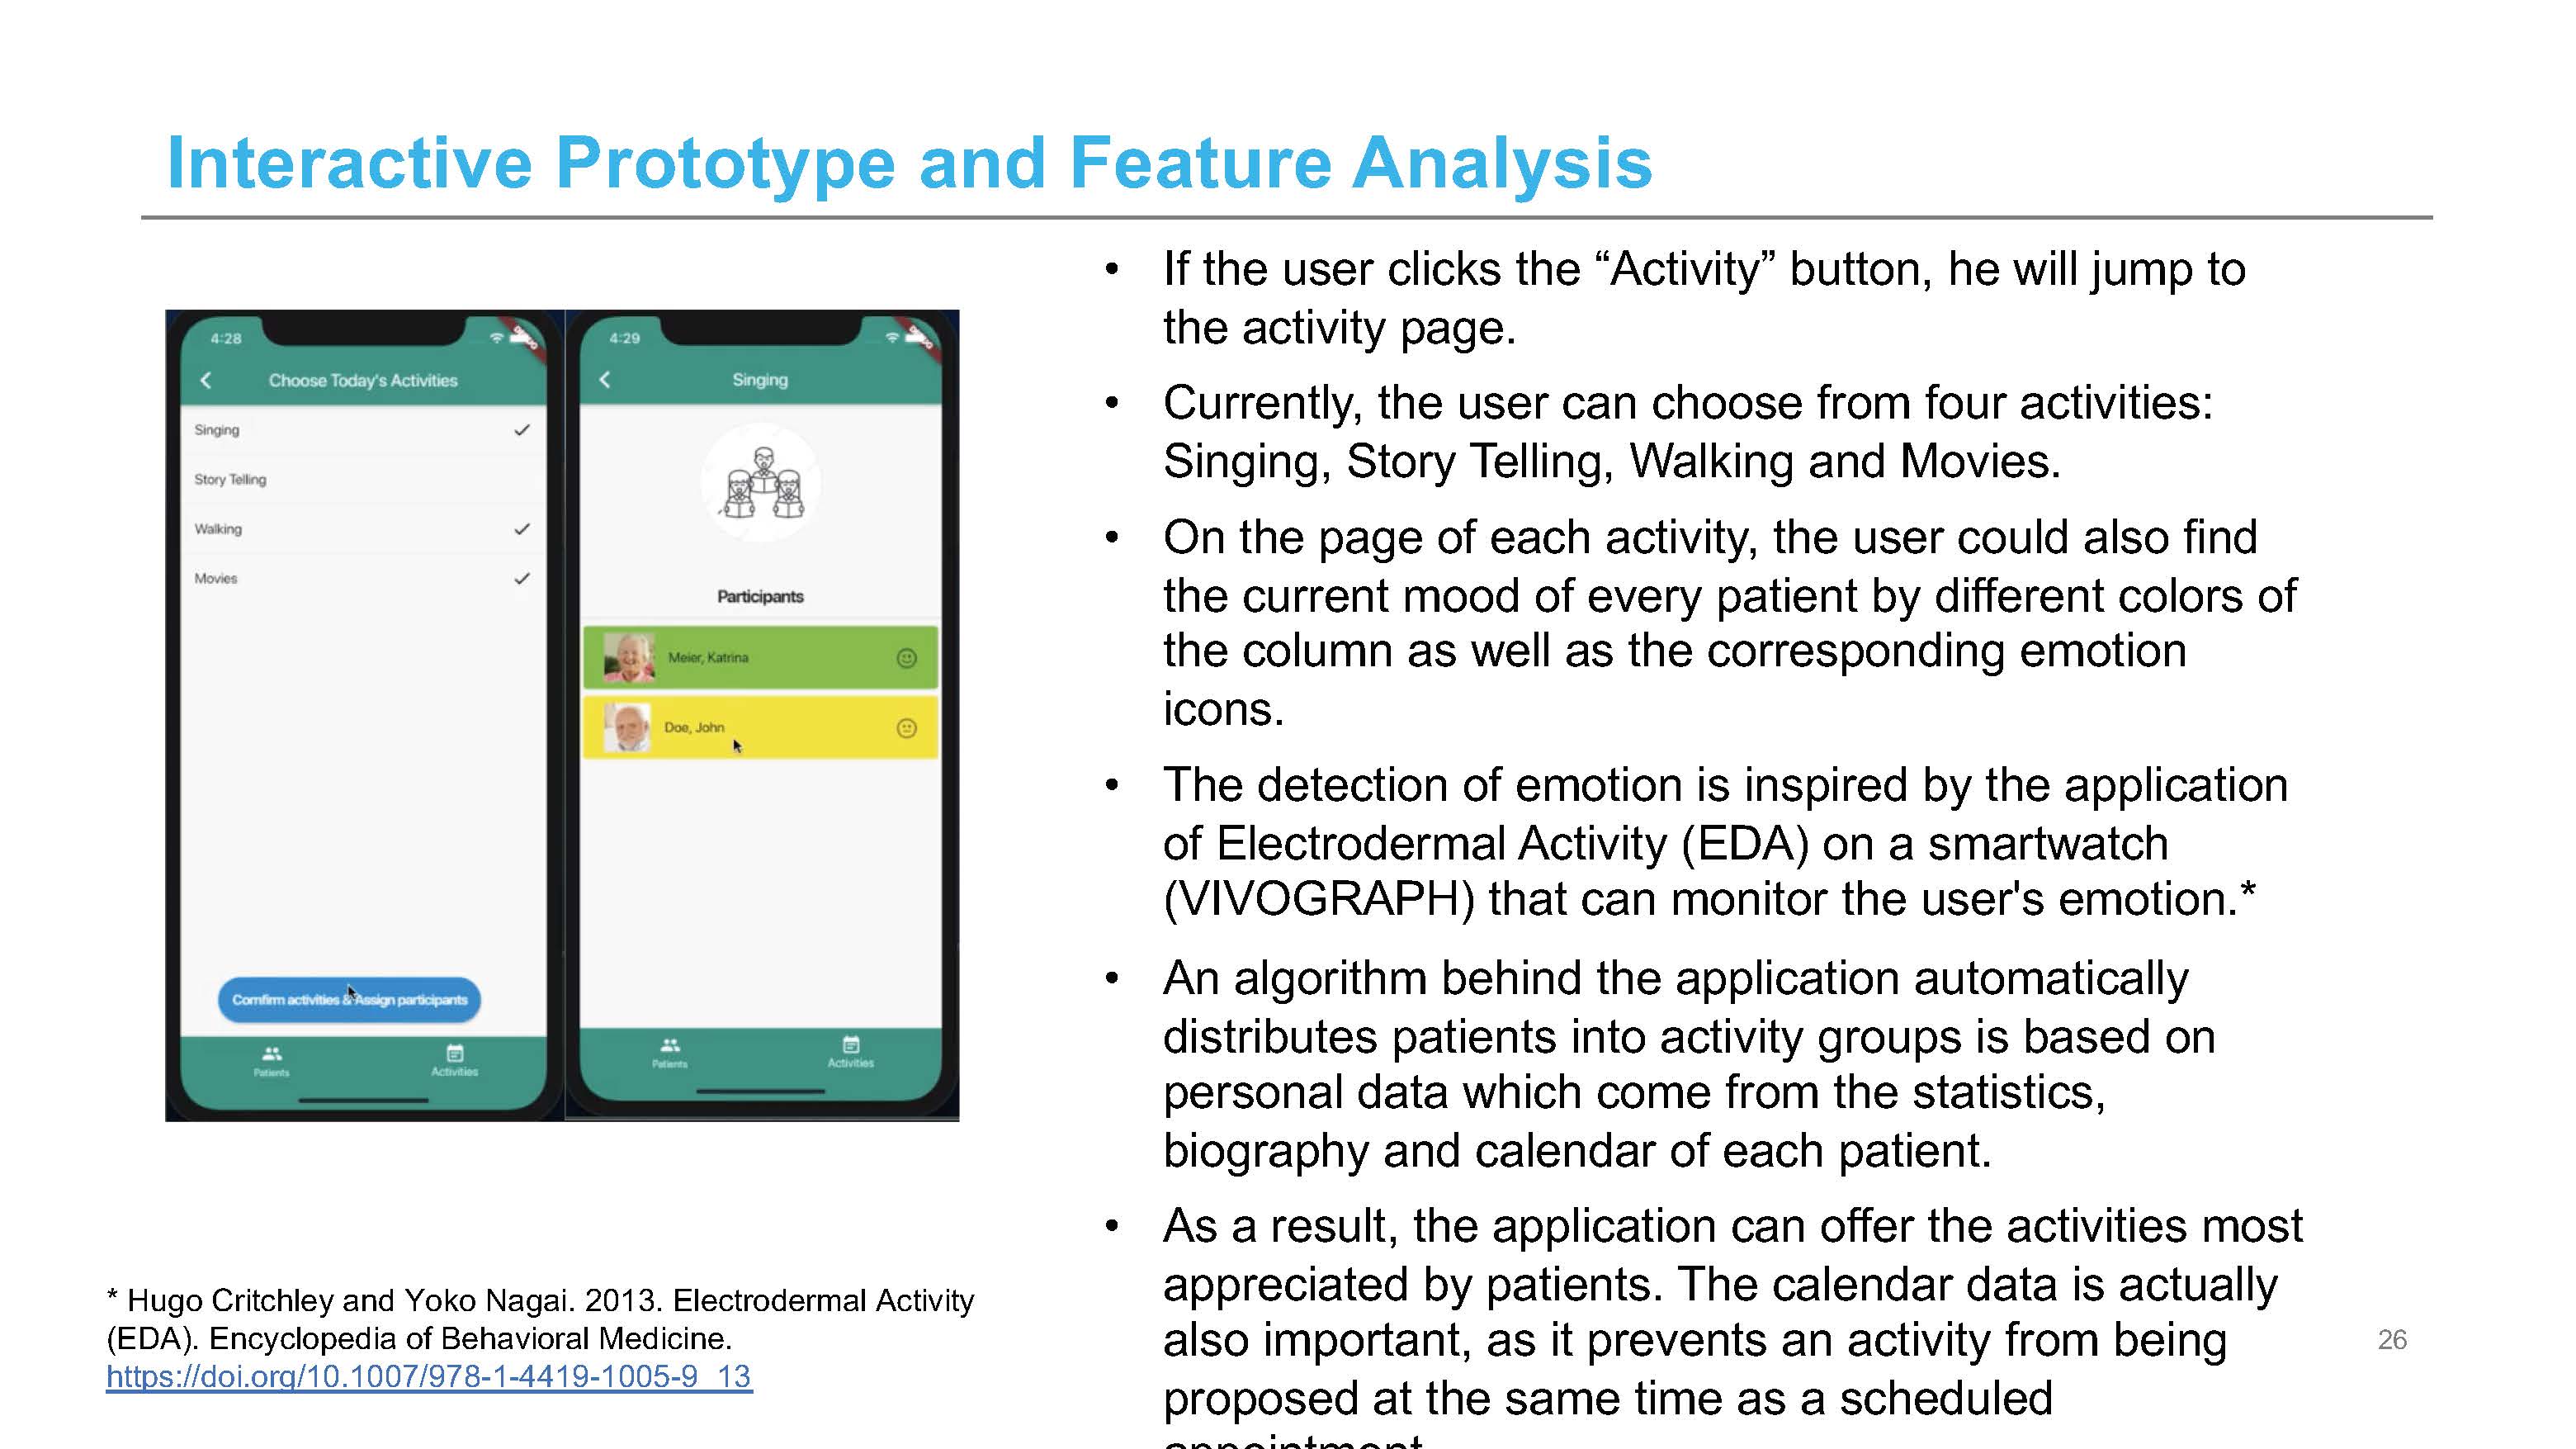 Interactive Prototype and Feature Analysis
4:28
Choose Today's Activities
Singing
Story Telling
Walking
Movies
Comfirm activities & Assign participants
Patients
Activities
4:29
Singing
Participants
Meier, Katrina
Doe, John
Patients
Activities
• If the user clicks the “Activity” button, he will jump to
the activity page.
• Currently, the user can choose from four activities:
Singing, Story Telling, Walking and Movies.
• On the page of each activity, the user could also find
the current mood of every patient by different colors of
the column as well as the corresponding emotion
icons.
• The detection of emotion is inspired by the application
of Electrodermal Activity (EDA) on a smartwatch
(VIVOGRAPH) that can monitor the user's emotion.*
• An algorithm behind the application automatically
distributes patients into activity groups is based on
personal data which come from the statistics,
biography and calendar of each patient.
• As a result, the application can offer the activities most
appreciated by patients. The calendar data is actually
also important, as it prevents an activity from being
proposed at the same time as a scheduled
appointment
* Hugo Critchley and Yoko Nagai. 2013. Electrodermal Activity
(EDA). Encyclopedia of Behavioral Medicine.
https://doi.org/10.1007/978-1-4419-1005-9_13
26